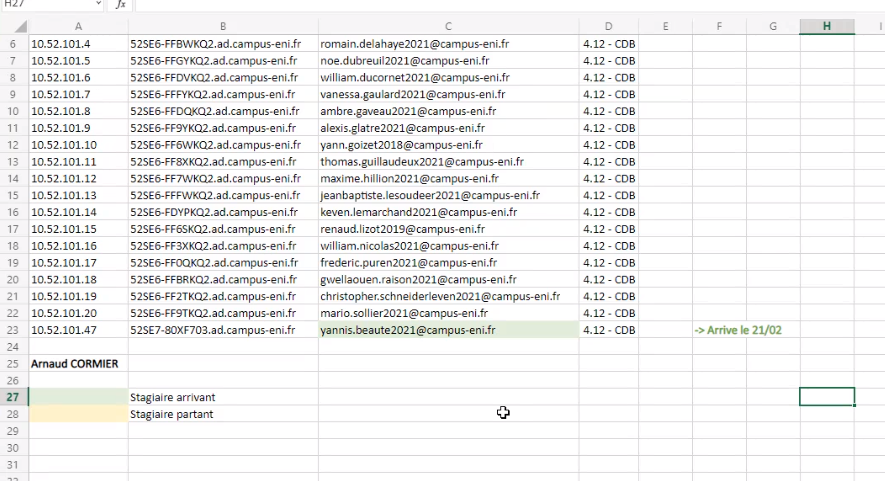 H27 fx
A B C D E F G H I
6 10.52.101.4 52SE6-FFBWKQ2.ad.campus-eni.fr romain.delahaye2021@campus-eni.fr 4.12 - CDB
7 10.52.101.5 52SE6-FFGYKQ2.ad.campus-eni.fr noe.dubreuil2021@campus-eni.fr 4.12 - CDB
8 10.52.101.6 52SE6-FFDVKQ2.ad.campus-eni.fr william.ducornet2021@campus-eni.fr 4.12 - CDB
9 10.52.101.7 52SE6-FFFYKQ2.ad.campus-eni.fr vanessa.gaulard2021@campus-eni.fr 4.12 - CDB
10 10.52.101.8 52SE6-FFDQKQ2.ad.campus-eni.fr ambre.gaveau2021@campus-eni.fr 4.12 - CDB
11 10.52.101.9 52SE6-FF9YKQ2.ad.campus-eni.fr alexis.glatre2021@campus-eni.fr 4.12 - CDB
12 10.52.101.10 52SE6-FF6WKQ2.ad.campus-eni.fr yann.goizet2018@campus-eni.fr 4.12 - CDB
13 10.52.101.11 52SE6-FF8XKQ2.ad.campus-eni.fr thomas.guillaudeux2021@campus-eni.fr 4.12 - CDB
14 10.52.101.12 52SE6-FF7WKQ2.ad.campus-eni.fr maxime.hillion2021@campus-eni.fr 4.12 - CDB
15 10.52.101.13 52SE6-FFFWKQ2.ad.campus-eni.fr jeanbaptiste.lesoudeer2021@campus-eni.fr 4.12 - CDB
16 10.52.101.14 52SE6-FDYPKQ2.ad.campus-eni.fr keven.lemarchand2021@campus-eni.fr 4.12 - CDB
17 10.52.101.15 52SE6-FF6SKQ2.ad.campus-eni.fr renaud.lizot2019@campus-eni.fr 4.12 - CDB
18 10.52.101.16 52SE6-FF3XKQ2.ad.campus-eni.fr william.nicolas2021@campus-eni.fr 4.12 - CDB
19 10.52.101.17 52SE6-FF0QKQ2.ad.campus-eni.fr frederic.puren2021@campus-eni.fr 4.12 - CDB
20 10.52.101.18 52SE6-FFBRKQ2.ad.campus-eni.fr gwellaouen.raison2021@campus-eni.fr 4.12 - CDB
21 10.52.101.19 52SE6-FF2TKQ2.ad.campus-eni.fr christopher.schneiderleven2021@campus-eni.fr 4.12 - CDB
22 10.52.101.20 52SE6-FF9TKQ2.ad.campus-eni.fr mario.sollier2021@campus-eni.fr 4.12 - CDB
23 10.52.101.47 52SE7-80XF703.ad.campus-eni.fr yannis.beaute2021@campus-eni.fr 4.12 - CDB -> Arrive le 21/02
24
25 Arnaud CORMIER
26
27 Stagiaire arrivant
28 Stagiaire partant
29
30
31